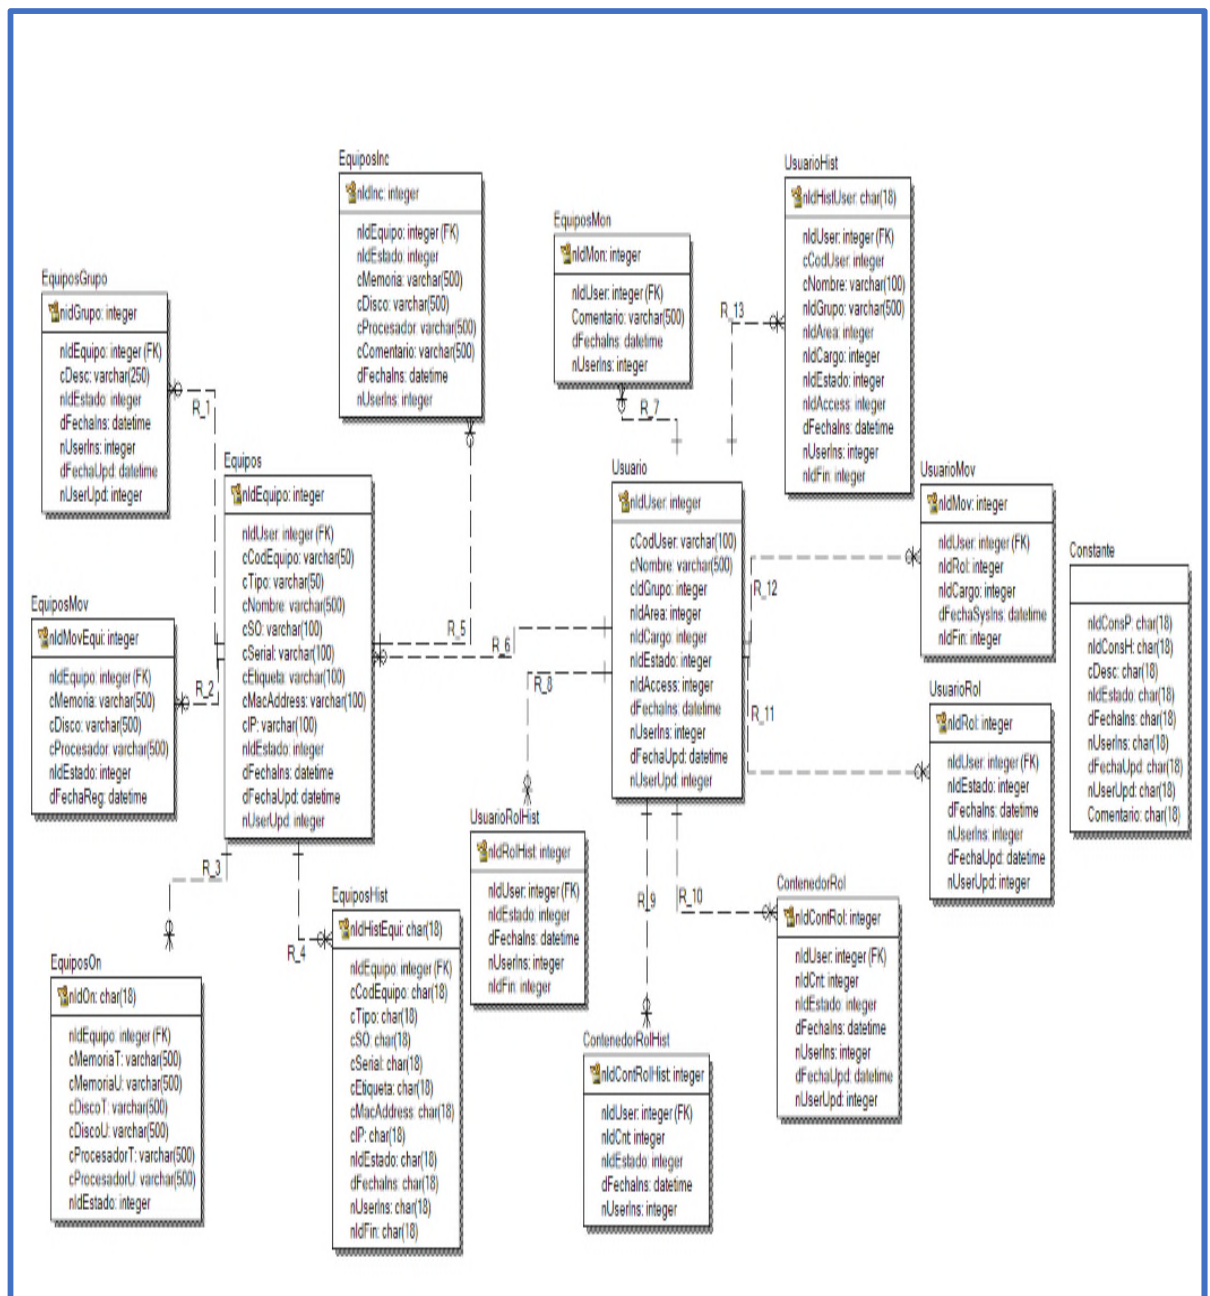 EquiposInc
nIdInc: integer
nIdEquipo: integer (FK)
nIdEstado: integer
cMemoria: varchar(500)
cDisco: varchar(500)
cProcesador: varchar(500)
cComentario: varchar(500)
dFechaIns: datetime
nUserIns: integer
UsuarioHist
nIdHistUser: char(18)
nIdUser: integer (FK)
cCodUser: integer
cNombre: varchar(100)
nIdGrupo: varchar(500)
nIdArea: integer
nIdCargo: integer
nIdEstado: integer
nIdAccess: integer
dFechaIns: datetime
nUserIns: integer
nIdFin: integer
EquiposMon
nIdMon: integer
nIdUser: integer (FK)
Comentario: varchar(500)
dFechaIns: datetime
nUserIns: integer
EquiposGrupo
nidGrupo: integer
nIdEquipo: integer (FK)
cDesc: varchar(250)
nIdEstado: integer
dFechaIns: datetime
nUserIns: integer
dFechaUpd: datetime
nUserUpd: integer
R_13
R_1
R_7
Equipos
nIdEquipo: integer
nIdUser: integer (FK)
cCodEquipo: varchar(50)
cTipo: varchar(50)
cNombre: varchar(500)
cSO: varchar(100)
cSerial: varchar(100)
cEtiqueta: varchar(100)
cMacAddress: varchar(100)
cIP: varchar(100)
nIdEstado: integer
dFechaIns: datetime
dFechaUpd: datetime
nUserUpd: integer
Usuario
nIdUser: integer
cCodUser: varchar(100)
cNombre: varchar(500)
cIdGrupo: integer
nIdArea: integer
nIdCargo: integer
nIdEstado: integer
nIdAccess: integer
dFechaIns: datetime
nUserIns: integer
dFechaUpd: datetime
nUserUpd: integer
UsuarioMov
nIdMov: integer
nIdUser: integer (FK)
nIdRol: integer
nIdCargo: integer
dFechaSysIns: datetime
nIdFin: integer
Constante
nIdConsP: char(18)
nIdConsH: char(18)
cDesc: char(18)
nIdEstado: char(18)
dFechaIns: char(18)
nUserIns: char(18)
dFechaUpd: char(18)
nUserUpd: char(18)
Comentario: char(18)
EquiposMov
nIdMovEqui: integer
nIdEquipo: integer (FK)
cMemoria: varchar(500)
cDisco: varchar(500)
cProcesador: varchar(500)
nIdEstado: integer
dFechaReg: datetime
R_12
R_5
R_6
R_2
R_8
R_11
UsuarioRol
nIdRol: integer
nIdUser: integer (FK)
nIdEstado: integer
dFechaIns: datetime
nUserIns: integer
dFechaUpd: datetime
nUserUpd: integer
UsuarioRolHist
nIdRolHist: integer
nIdUser: integer (FK)
nIdEstado: integer
dFechaIns: datetime
nUserIns: integer
nIdFin: integer
R_3
R_4
R_9
R_10
EquiposHist
nIdHistEqui: char(18)
nIdEquipo: integer (FK)
cCodEquipo: char(18)
cTipo: char(18)
cSO: char(18)
cSerial: char(18)
cEtiqueta: char(18)
cMacAddress: char(18)
cIP: char(18)
nIdEstado: char(18)
dFechaIns: char(18)
nUserIns: char(18)
nIdFin: char(18)
ContenedorRol
nIdContRol: integer
nIdUser: integer (FK)
nIdCnt: integer
nIdEstado: integer
dFechaIns: datetime
nUserIns: integer
dFechaUpd: datetime
nUserUpd: integer
EquiposOn
nIdOn: char(18)
nIdEquipo: integer (FK)
cMemoriaT: varchar(500)
cMemoriaU: varchar(500)
cDiscoT: varchar(500)
cDiscoU: varchar(500)
cProcesadorT: varchar(500)
cProcesadorU: varchar(500)
nIdEstado: integer
ContenedorRolHist
nIdContRolHist: integer
nIdUser: integer (FK)
nIdCnt: integer
nIdEstado: integer
dFechaIns: datetime
nUserIns: integer